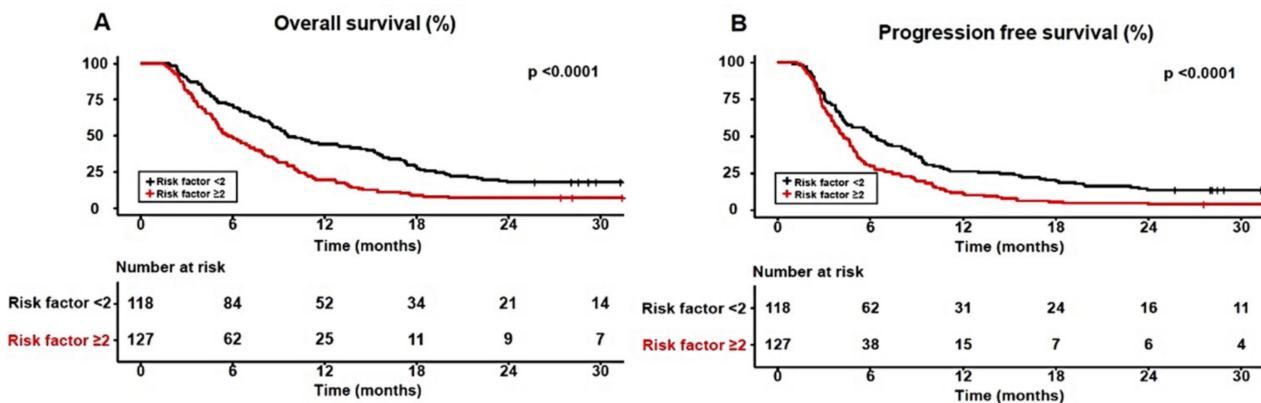 A
Overall survival (%)
p <0.0001
100
75
50
25
0
Risk factor <2
Risk factor ≥2
0 6 12 18 24 30
Time (months)
Number at risk
Risk factor <2 118 84 52 34 21 14
Risk factor ≥2 127 62 25 11 9 7
0 6 12 18 24 30
Time (months)
B
Progression free survival (%)
p <0.0001
100
75
50
25
0
Risk factor <2
Risk factor ≥2
0 6 12 18 24 30
Time (months)
Number at risk
Risk factor <2 118 62 31 24 16 11
Risk factor ≥2 127 38 15 7 6 4
0 6 12 18 24 30
Time (months)